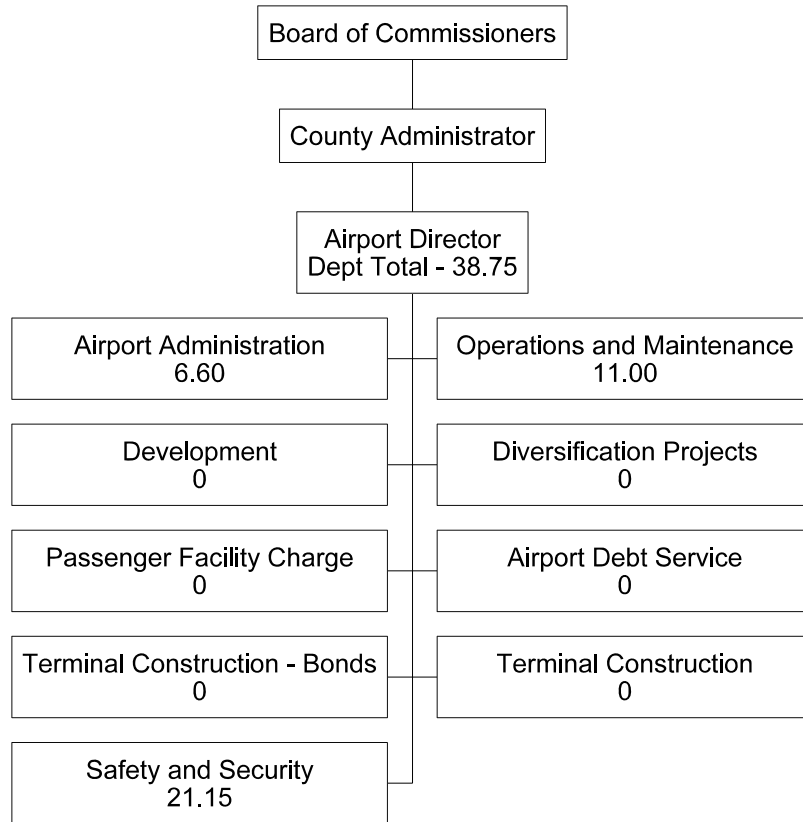 Board of Commissioners
County Administrator
Airport Director
Dept Total - 38.75
Airport Administration
6.60
Operations and Maintenance
11.00
Development
0
Diversification Projects
0
Passenger Facility Charge
0
Airport Debt Service
0
Terminal Construction - Bonds
0
Terminal Construction
0
Safety and Security
21.15